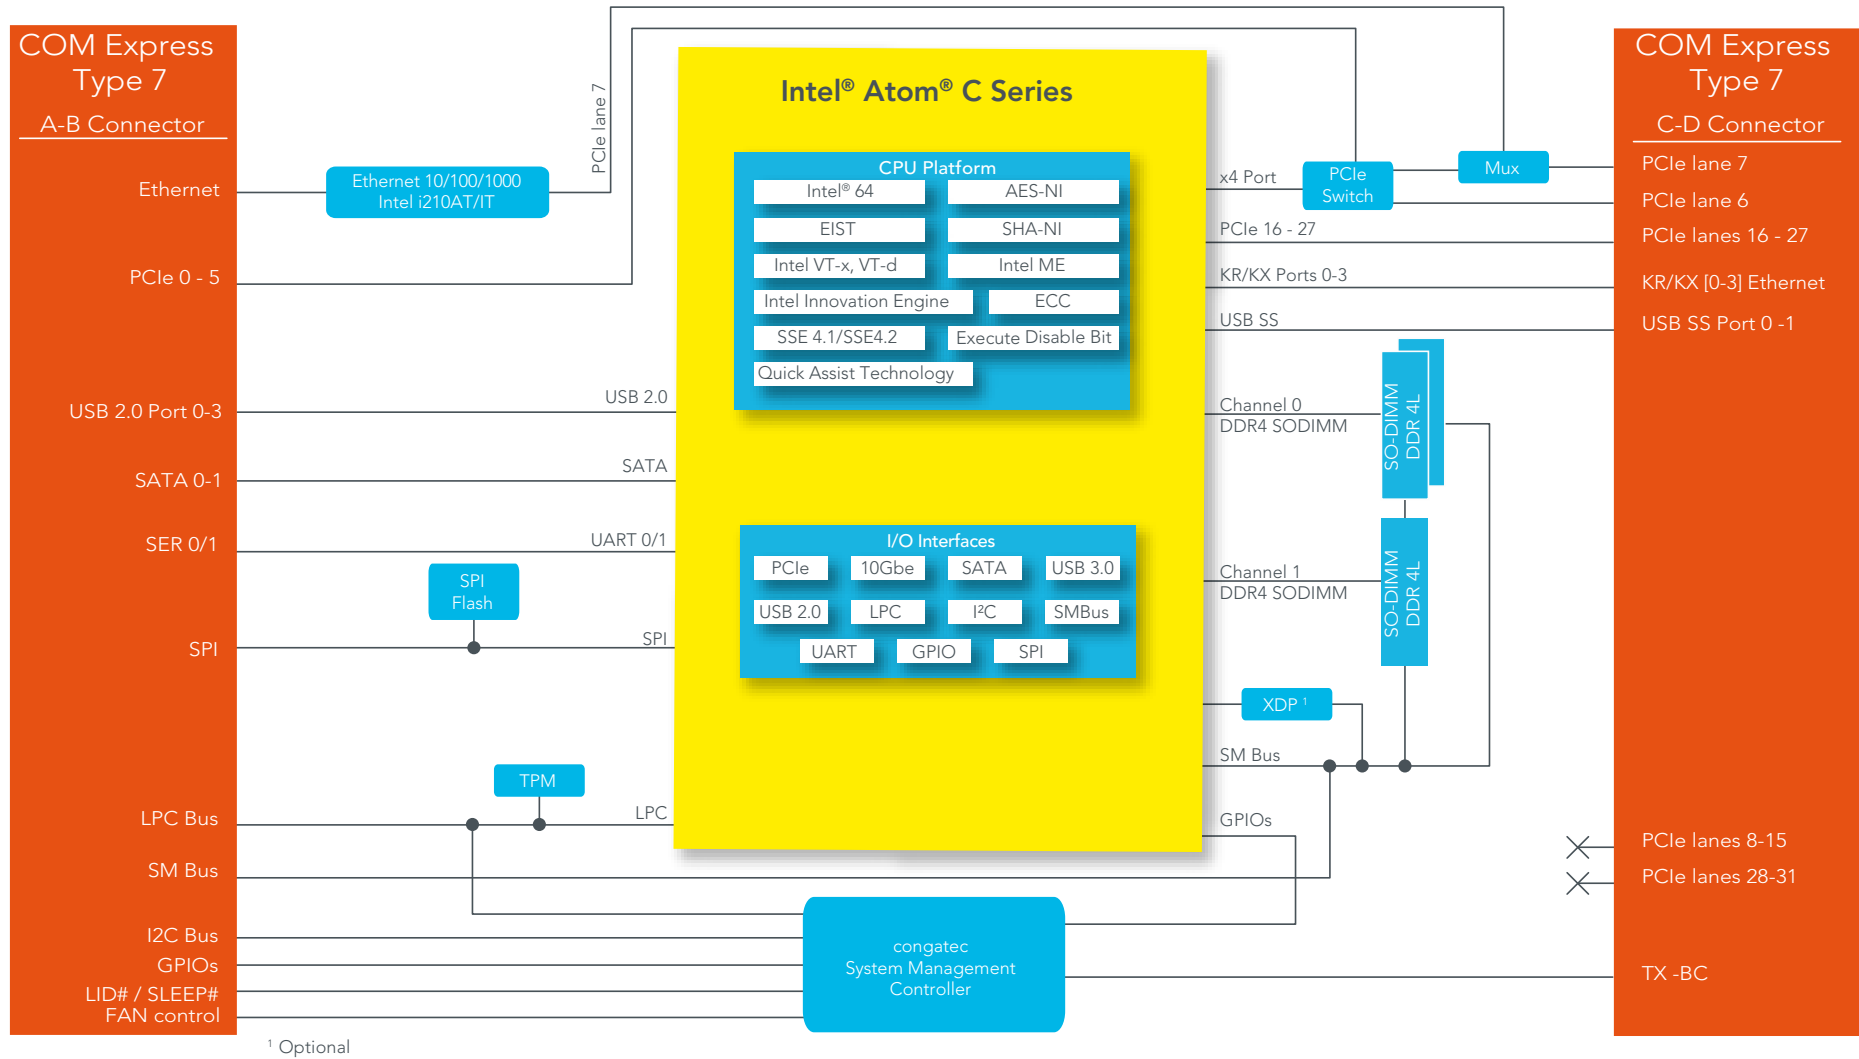 COM Express
Type 7
A-B Connector
Ethernet
PCIe 0 - 5
USB 2.0 Port 0-3
SATA 0-1
SER 0/1
SPI
LPC Bus
SM Bus
I2C Bus
GPIOs
LID# / SLEEP#
FAN control
Ethernet 10/100/1000
Intel i210AT/IT
PCIe lane 7
USB 2.0
SATA
UART 0/1
SPI
Flash
SPI
TPM
LPC
Intel® Atom® C Series
CPU Platform
Intel® 64
AES-NI
EIST
SHA-NI
Intel VT-x, VT-d
Intel ME
Intel Innovation Engine
ECC
SSE 4.1/SSE4.2
Execute Disable Bit
Quick Assist Technology
I/O Interfaces
PCIe
10Gbe
SATA
USB 3.0
USB 2.0
LPC
I²C
SMBus
UART
GPIO
SPI
congatec
System Management
Controller
x4 Port
PCIe
Switch
Mux
PCIe 16 - 27
KR/KX Ports 0-3
USB SS
Channel 0
DDR4 SODIMM
SO-DIMM
DDR 4L
Channel 1
DDR4 SODIMM
SO-DIMM
DDR 4L
XDP ¹
SM Bus
GPIOs
COM Express
Type 7
C-D Connector
PCIe lane 7
PCIe lane 6
PCIe lanes 16 - 27
KR/KX [0-3] Ethernet
USB SS Port 0 -1
PCIe lanes 8-15
PCIe lanes 28-31
TX -BC
¹ Optional